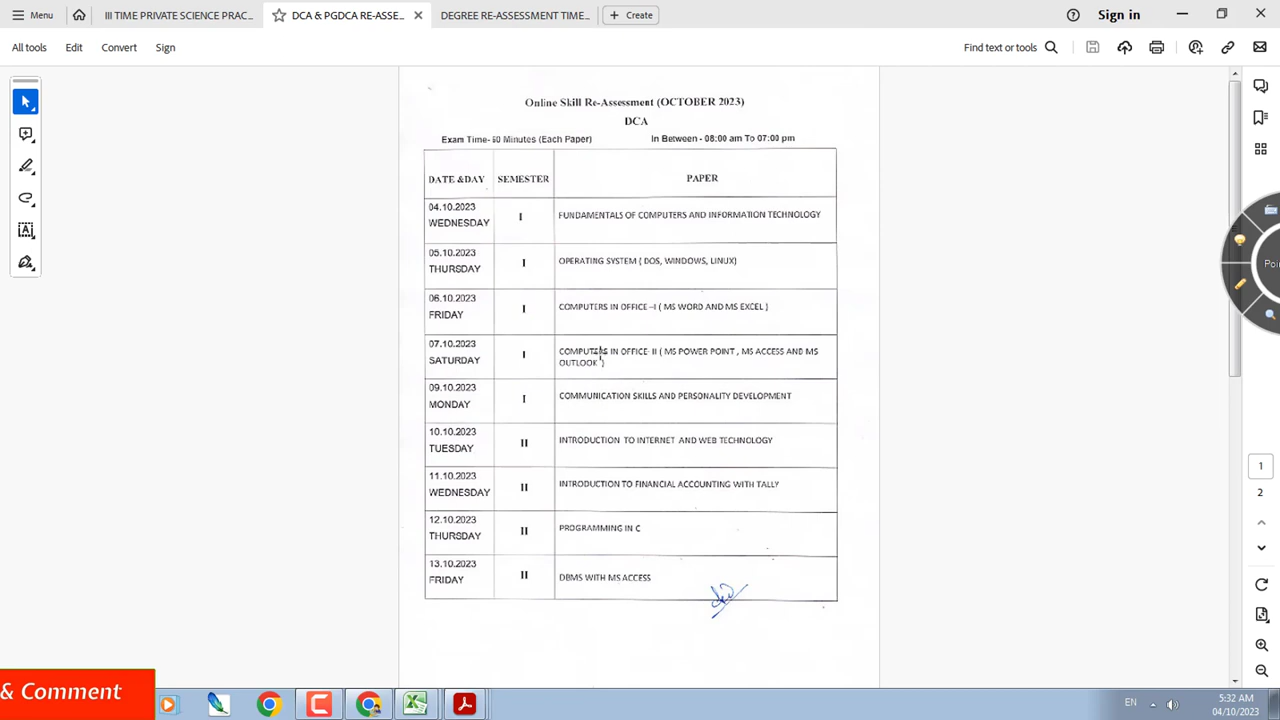 Menu
III TIME PRIVATE SCIENCE PRAC...
DCA & PGDCA RE-ASSE...
DEGREE RE-ASSESSMENT TIME...
Create
Sign in
All tools
Edit
Convert
Sign
Find text or tools
Online Skill Re-Assessment (OCTOBER 2023)
DCA
Exam Time- 60 Minutes (Each Paper) In Between - 08:00 am To 07:00 pm
DATE &DAY SEMESTER PAPER
04.10.2023
WEDNESDAY I FUNDAMENTALS OF COMPUTERS AND INFORMATION TECHNOLOGY
05.10.2023
THURSDAY I OPERATING SYSTEM ( DOS, WINDOWS, LINUX)
06.10.2023
FRIDAY I COMPUTERS IN OFFICE –I ( MS WORD AND MS EXCEL )
07.10.2023
SATURDAY I COMPUTERS IN OFFICE- II ( MS POWER POINT , MS ACCESS AND MS
OUTLOOK )
09.10.2023
MONDAY I COMMUNICATION SKILLS AND PERSONALITY DEVELOPMENT
10.10.2023
TUESDAY II INTRODUCTION TO INTERNET AND WEB TECHNOLOGY
11.10.2023
WEDNESDAY II INTRODUCTION TO FINANCIAL ACCOUNTING WITH TALLY
12.10.2023
THURSDAY II PROGRAMMING IN C
13.10.2023
FRIDAY II DBMS WITH MS ACCESS
1
2
Poi
& Comment
EN
5:32 AM
04/10/2023